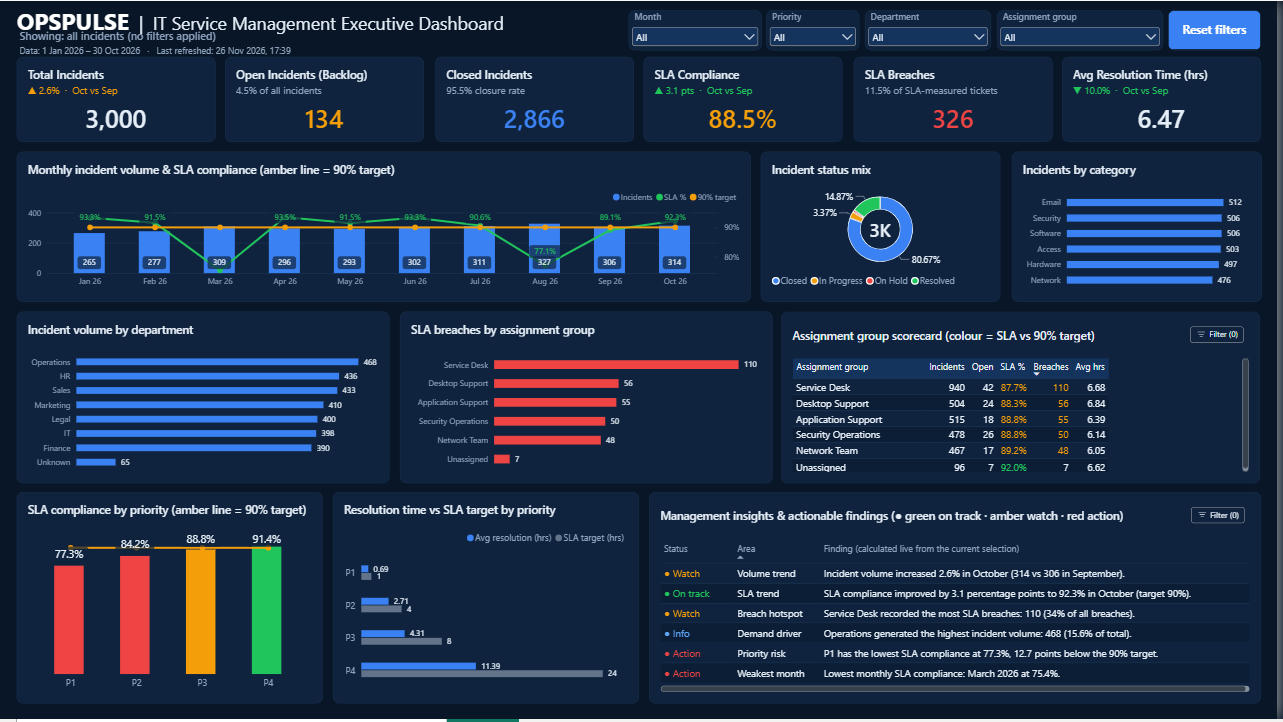 OPSPULSE | IT Service Management Executive Dashboard
Showing: all incidents (no filters applied)
Data: 1 Jan 2026 – 30 Oct 2026 · Last refreshed: 26 Nov 2026, 17:39
Month
All
Priority
All
Department
All
Assignment group
All
Reset filters
Total Incidents
▲ 2.6% · Oct vs Sep
3,000
Open Incidents (Backlog)
4.5% of all incidents
134
Closed Incidents
95.5% closure rate
2,866
SLA Compliance
▲ 3.1 pts · Oct vs Sep
88.5%
SLA Breaches
11.5% of SLA-measured tickets
326
Avg Resolution Time (hrs)
▼ 10.0% · Oct vs Sep
6.47
Monthly incident volume & SLA compliance (amber line = 90% target)
Incidents SLA % 90% target
400
200
0
90%
80%
93.3% 91.5% 93.5% 91.5% 93.3% 90.6% 77.1% 89.1% 92.3%
265 277 309 296 293 302 311 327 306 314
Jan 26 Feb 26 Mar 26 Apr 26 May 26 Jun 26 Jul 26 Aug 26 Sep 26 Oct 26
Incident status mix
14.87%
3.37%
3K
80.67%
Closed In Progress On Hold Resolved
Incidents by category
Email 512
Security 506
Software 506
Access 503
Hardware 497
Network 476
Incident volume by department
Operations 468
HR 436
Sales 433
Marketing 410
Legal 400
IT 398
Finance 390
Unknown 65
SLA breaches by assignment group
Service Desk 110
Desktop Support 56
Application Support 55
Security Operations 50
Network Team 48
Unassigned 7
Assignment group scorecard (colour = SLA vs 90% target)
Filter (0)
Assignment group Incidents Open SLA % Breaches Avg hrs
Service Desk 940 42 87.7% 110 6.68
Desktop Support 504 24 88.3% 56 6.84
Application Support 515 18 88.8% 55 6.39
Security Operations 478 26 88.8% 50 6.14
Network Team 467 17 89.2% 48 6.05
Unassigned 96 7 92.0% 7 6.62
SLA compliance by priority (amber line = 90% target)
77.3% 84.2% 88.8% 91.4%
P1 P2 P3 P4
Resolution time vs SLA target by priority
Avg resolution (hrs) SLA target (hrs)
P1 0.69
1
P2 2.71
4
P3 4.31
8
P4 11.39
24
Management insights & actionable findings (● green on track · amber watch · red action)
Filter (0)
Status Area Finding (calculated live from the current selection)
● Watch Volume trend Incident volume increased 2.6% in October (314 vs 306 in September).
● On track SLA trend SLA compliance improved by 3.1 percentage points to 92.3% in October (target 90%).
● Watch Breach hotspot Service Desk recorded the most SLA breaches: 110 (34% of all breaches).
● Info Demand driver Operations generated the highest incident volume: 468 (15.6% of total).
● Action Priority risk P1 has the lowest SLA compliance at 77.3%, 12.7 points below the 90% target.
● Action Weakest month Lowest monthly SLA compliance: March 2026 at 75.4%.